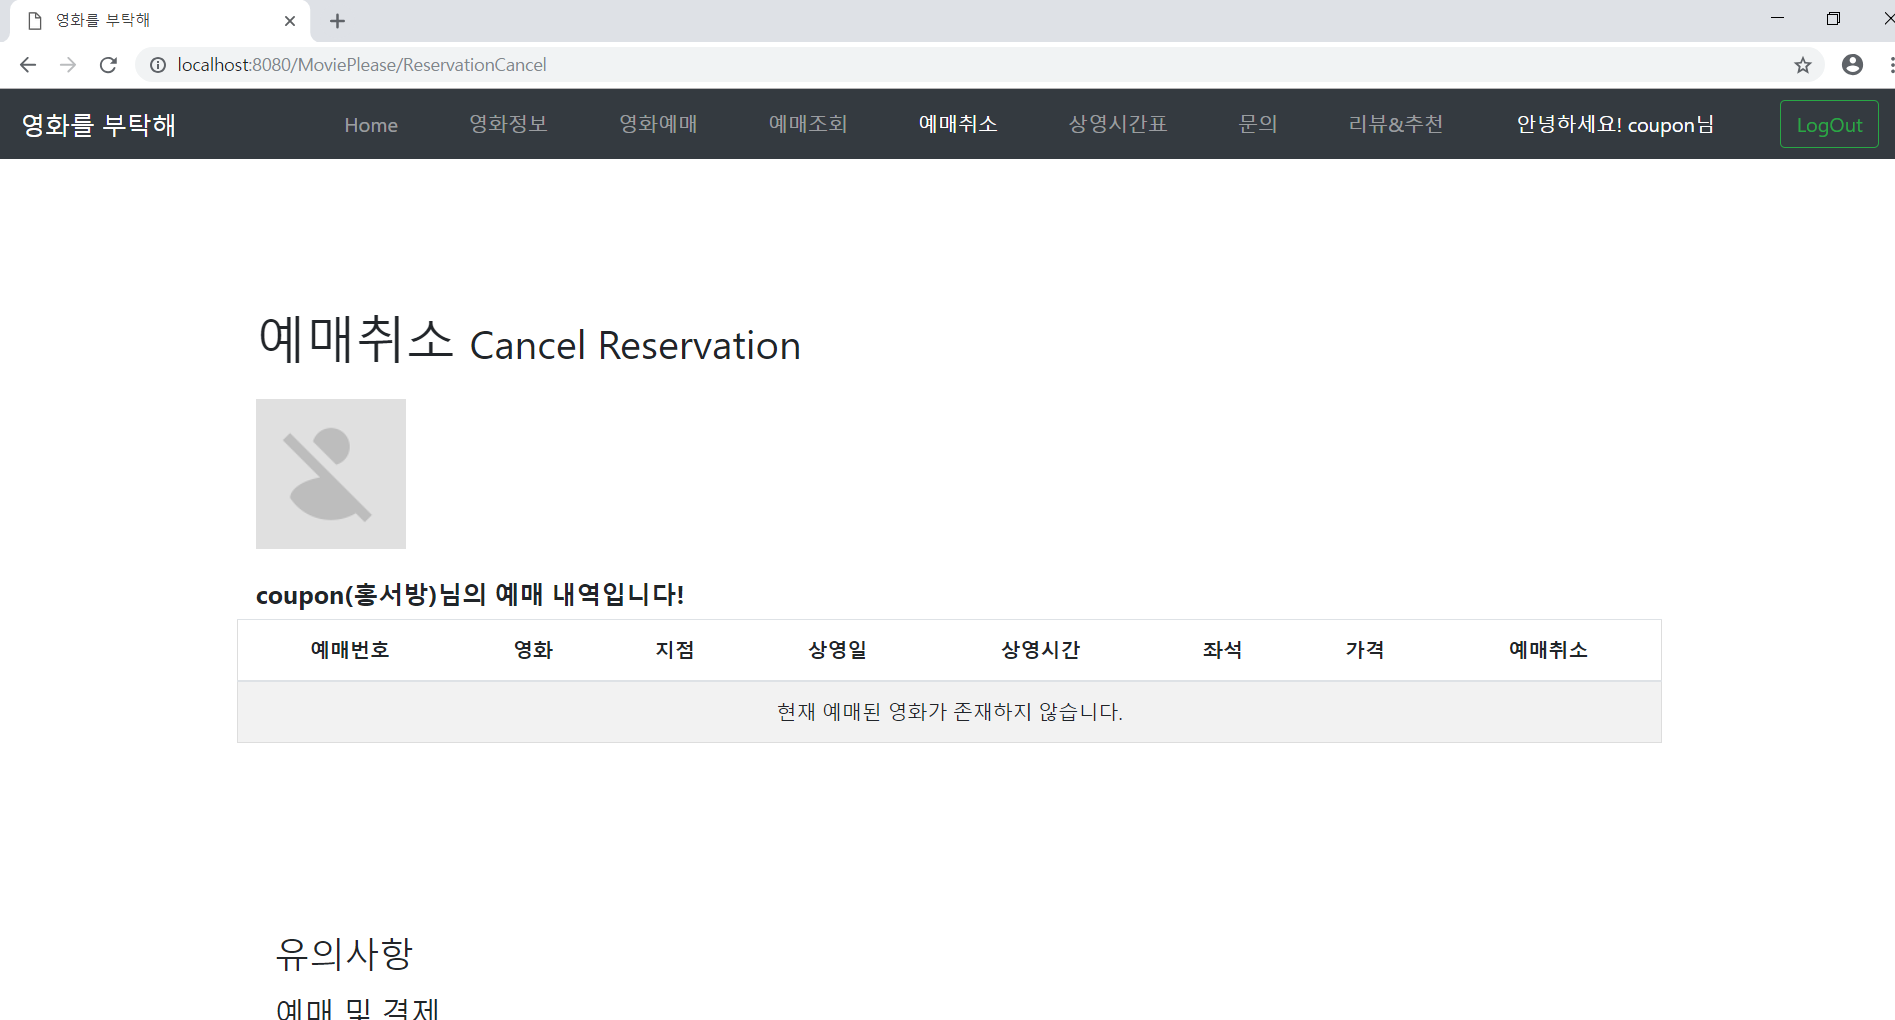 영화를 부탁해
localhost:8080/MoviePlease/ReservationCancel
영화를 부탁해 Home 영화정보 영화예매 예매조회 예매취소 상영시간표 문의 리뷰&추천 안녕하세요! coupon님 LogOut
예매취소 Cancel Reservation
coupon(홍서방)님의 예매 내역입니다!
예매번호 영화 지점 상영일 상영시간 좌석 가격 예매취소
현재 예매된 영화가 존재하지 않습니다.
유의사항
예매 및 결제